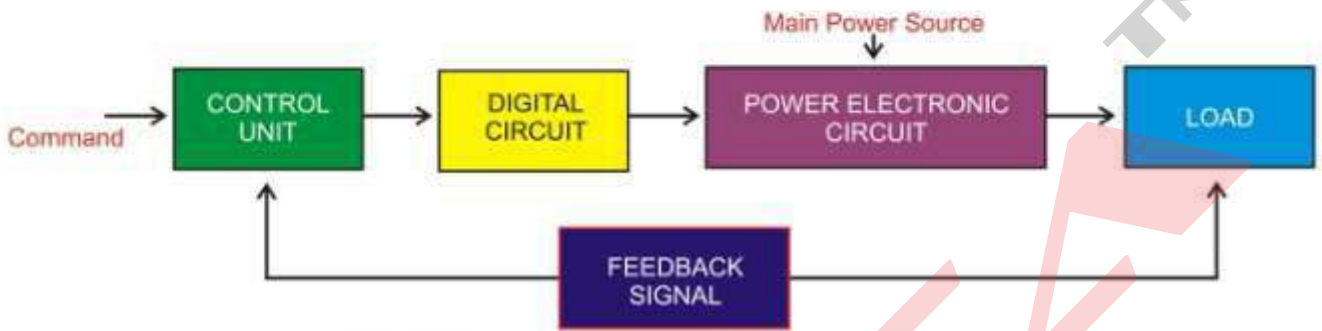 Main Power Source
Command
CONTROL
UNIT
DIGITAL
CIRCUIT
POWER ELECTRONIC
CIRCUIT
LOAD
FEEDBACK
SIGNAL